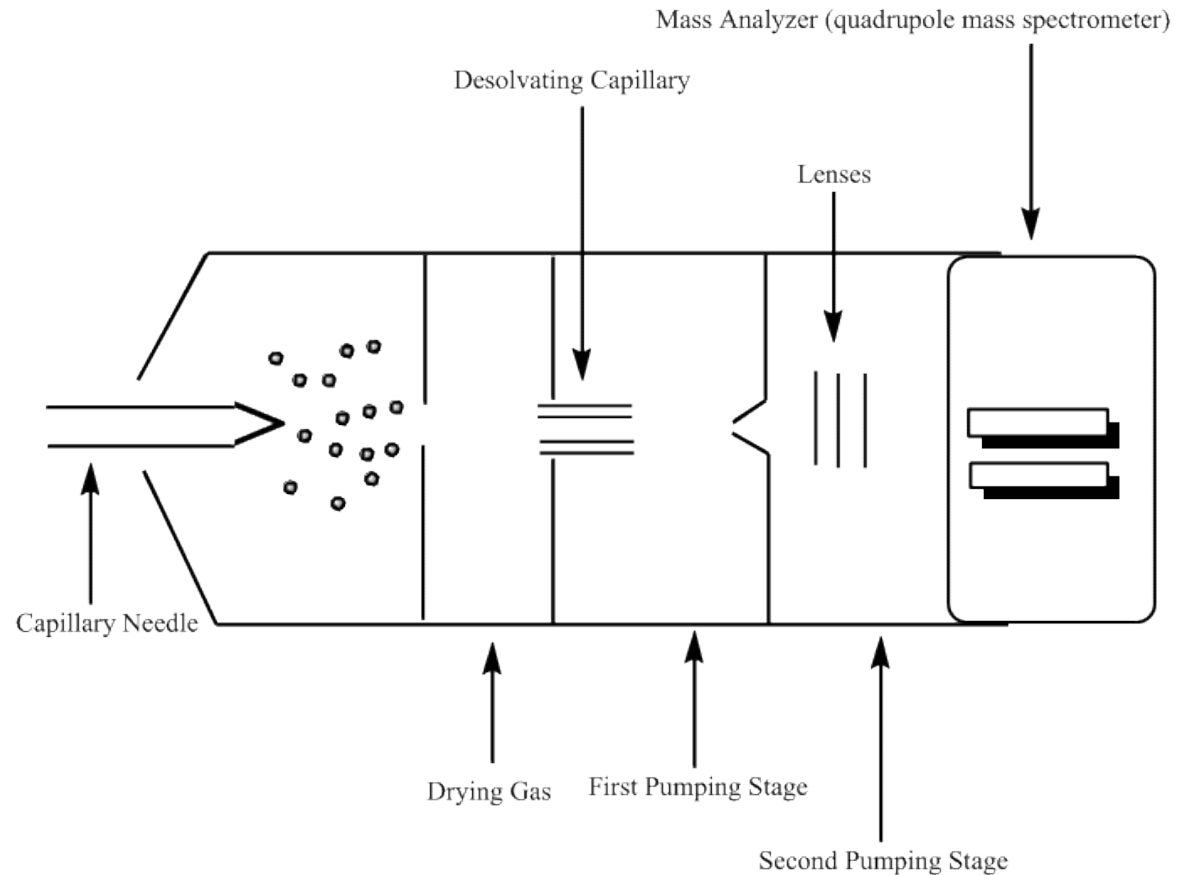 Mass Analyzer (quadrupole mass spectrometer)
Desolvating Capillary
Lenses
Capillary Needle
Drying Gas
First Pumping Stage
Second Pumping Stage